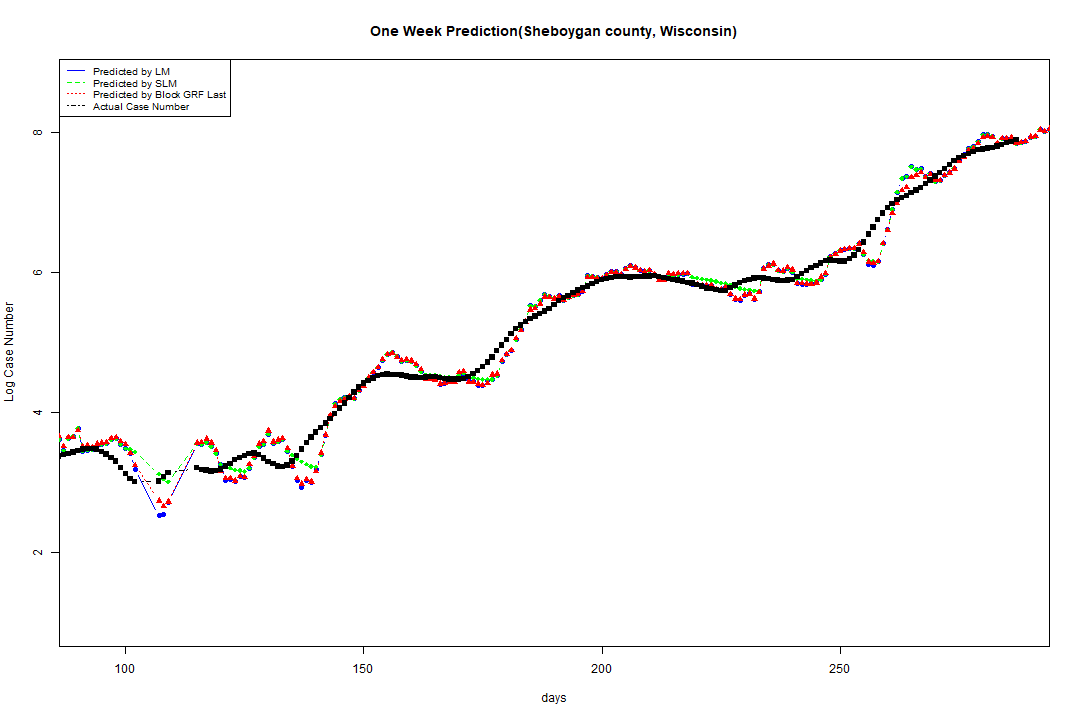 One Week Prediction(Sheboygan county, Wisconsin)
Predicted by LM
Predicted by SLM
Predicted by Block GRF Last
Actual Case Number
8
6
4
2
Log Case Number
100
150
200
250
days